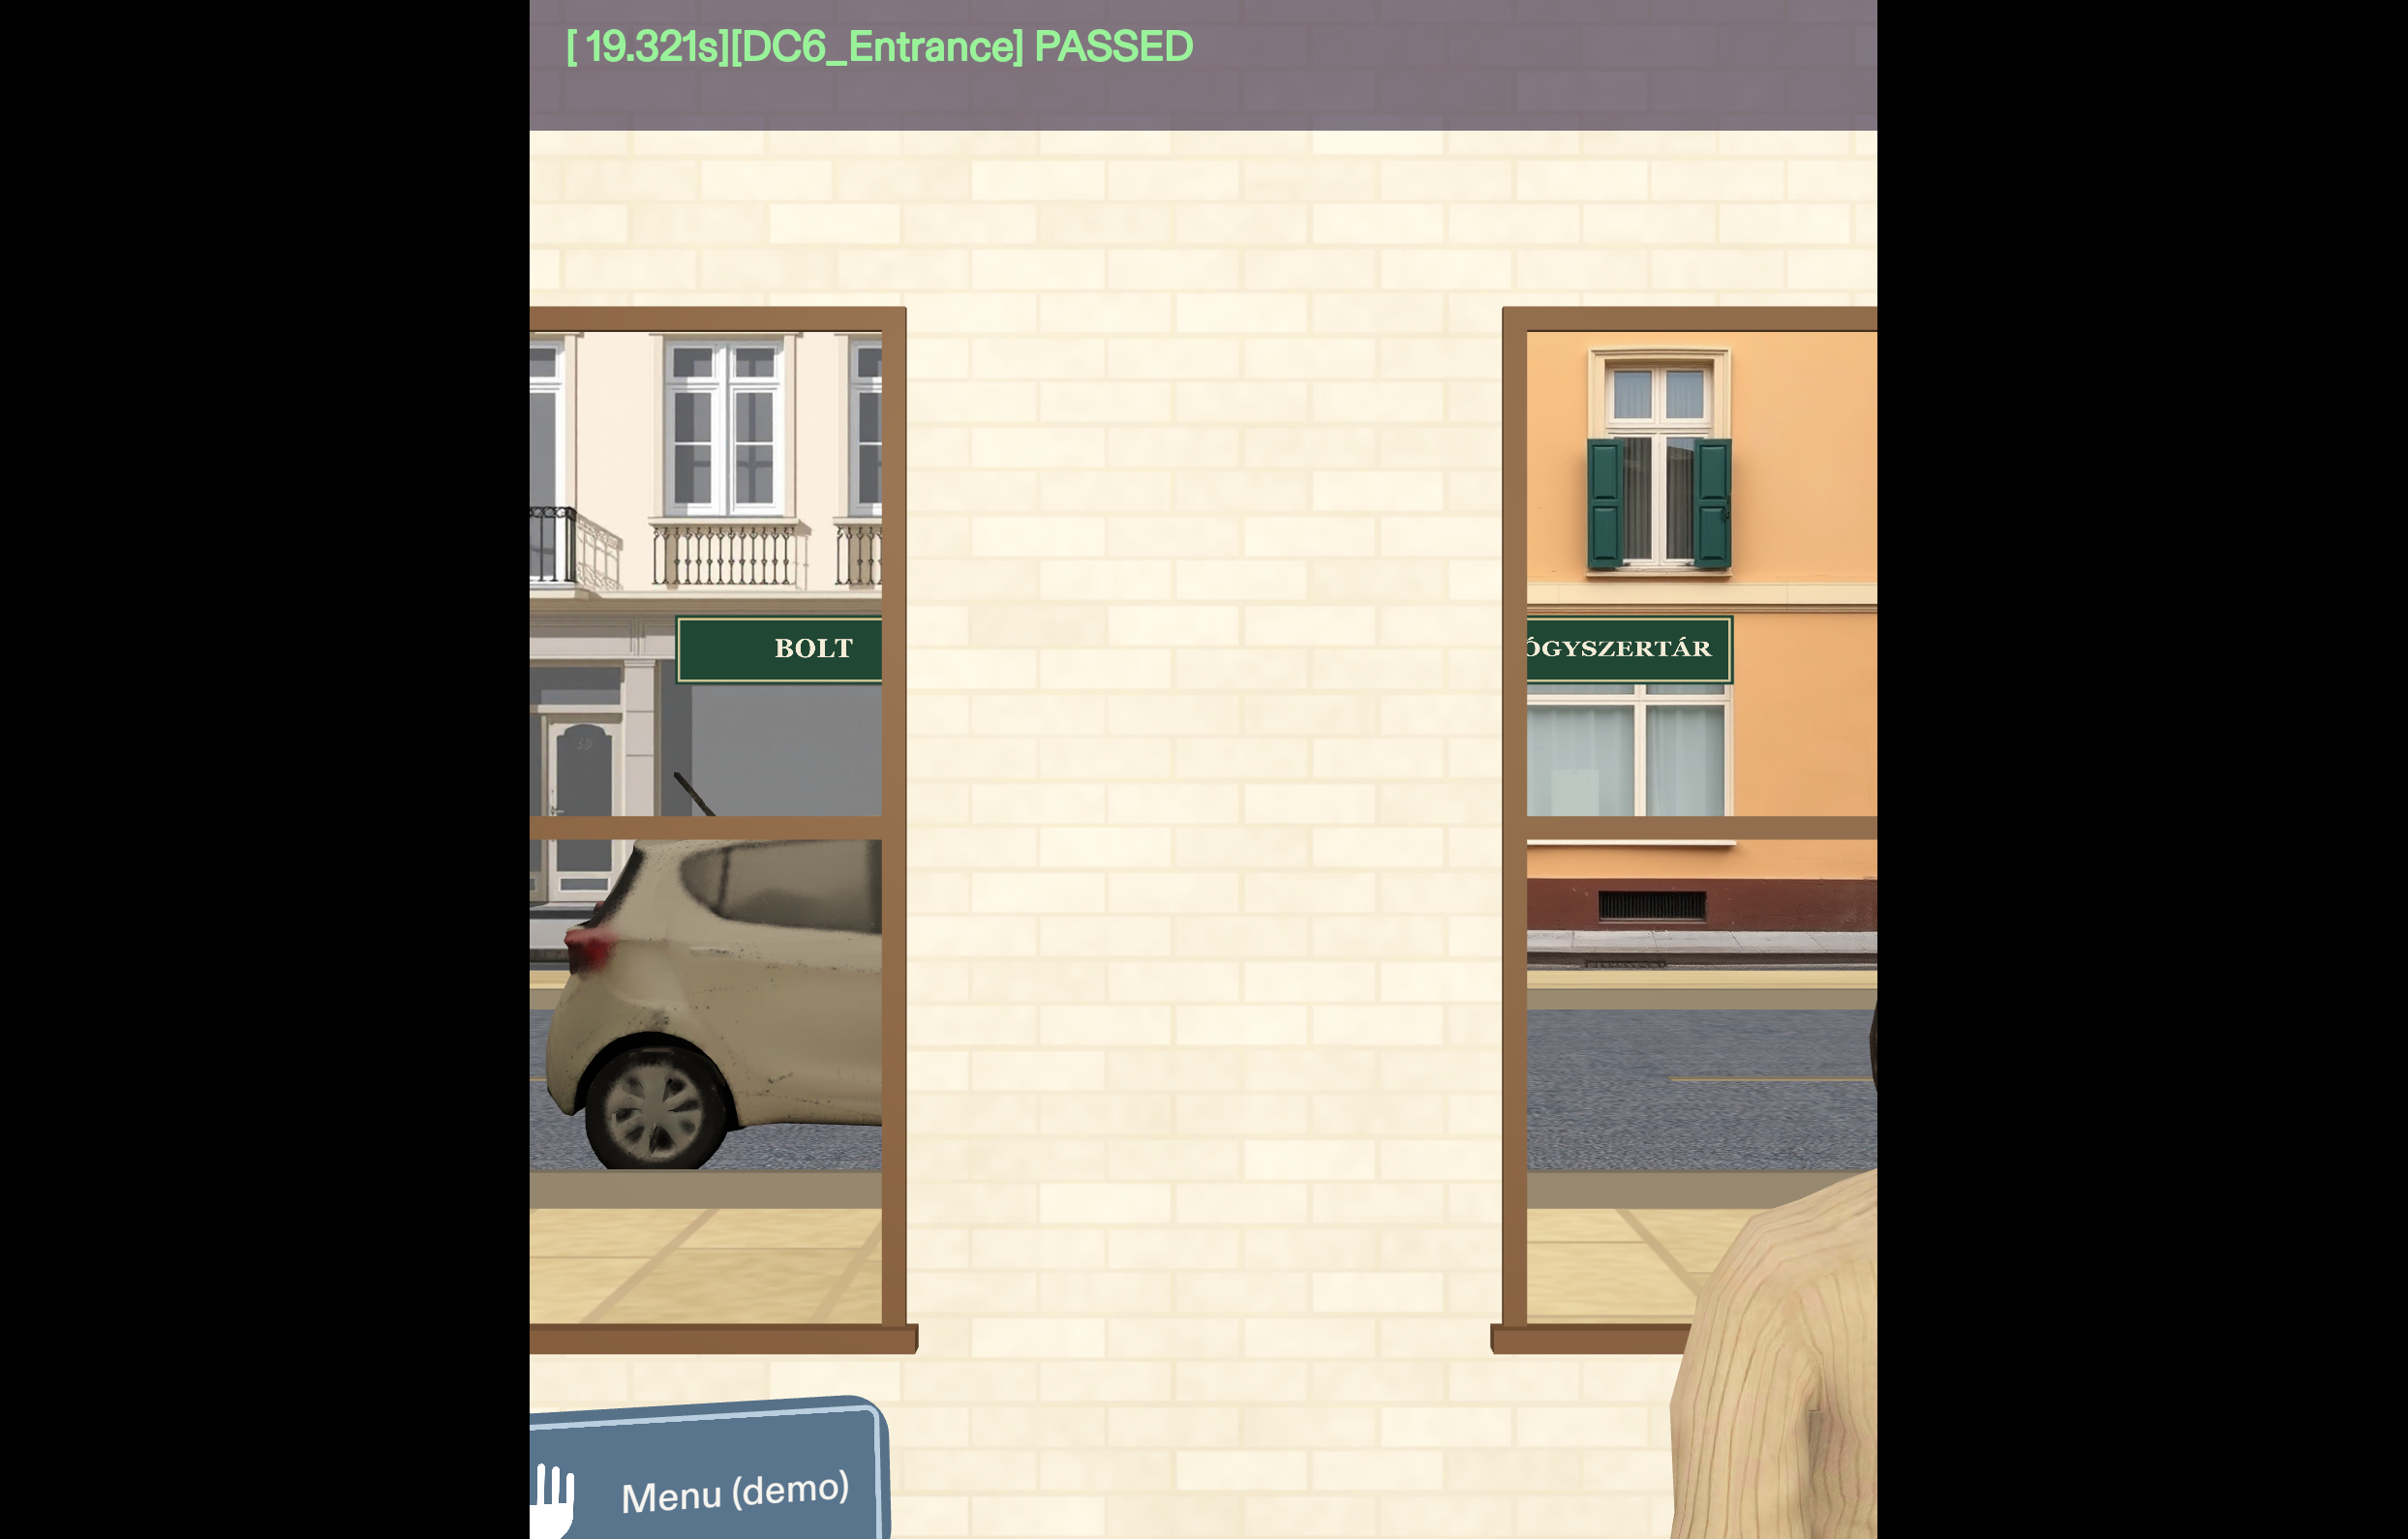 [ 19.321s][DC6_Entrance] PASSED
BOLT
ÓGYSZERTÁR
Menu (demo)